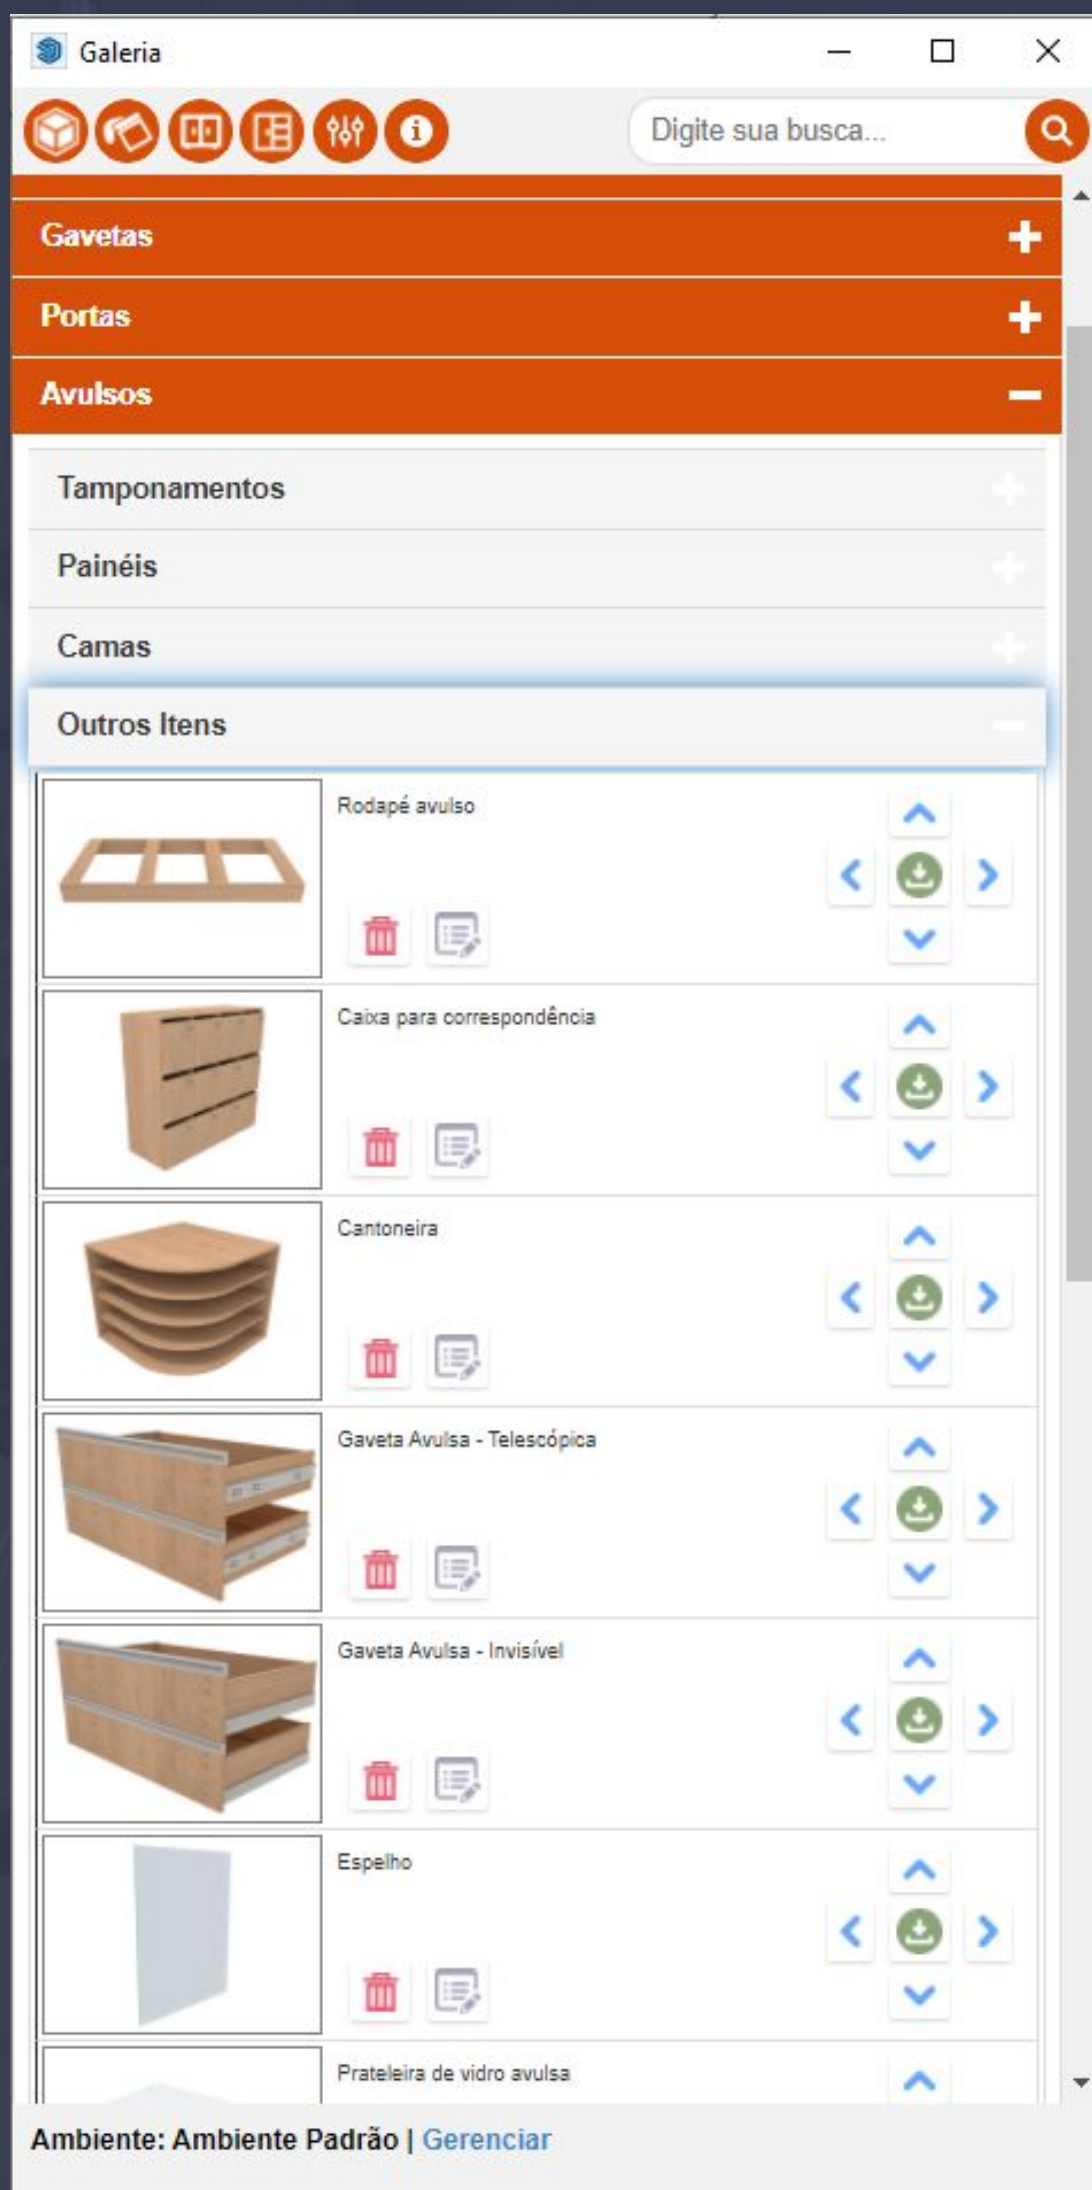 Galeria
Digite sua busca...
Gavetas
Portas
Avulsos
Tamponamentos
Painéis
Camas
Outros Itens
Rodapé avulso
Caixa para correspondência
Cantoneira
Gaveta Avulsa - Telescópica
Gaveta Avulsa - Invisível
Espelho
Prateleira de vidro avulsa
Ambiente: Ambiente Padrão | Gerenciar